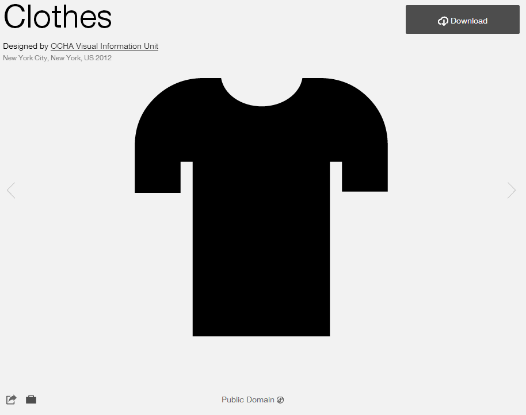 Clothes
Download
Designed by OCHA Visual Information Unit
New York City, New York, US 2012
Public Domain